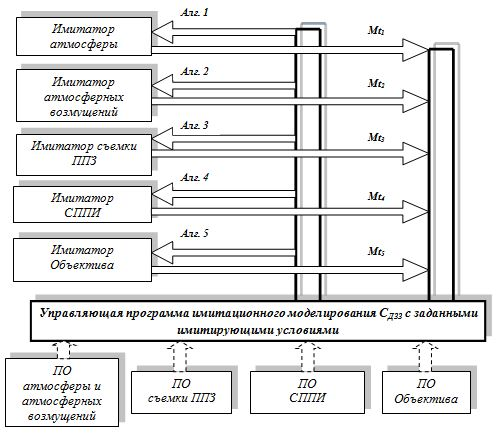 Алг. 1
Имитатор
атмосферы
Mt1
Алг. 2
Имитатор
атмосферных
возмущений
Mt2
Алг. 3
Имитатор съемки
ППЗ
Mt3
Алг. 4
Имитатор
СППИ
Mt4
Алг. 5
Имитатор
Объектива
Mt5
Управляющая программа имитационного моделирования СДЗЗ с заданными
имитирующими условиями
ПО
атмосферы и
атмосферных
возмущений
ПО
съемки ППЗ
ПО
СППИ
ПО
Объектива